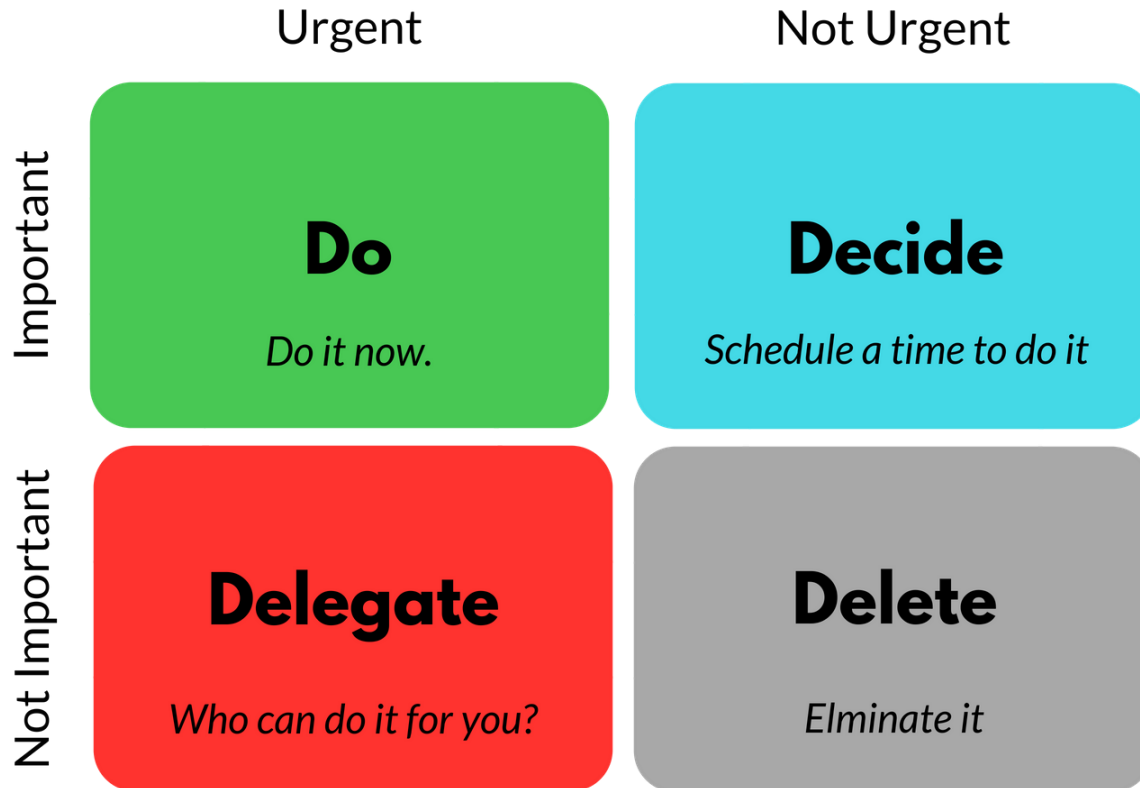 Urgent
Not Urgent
Important
Do
Do it now.
Decide
Schedule a time to do it
Not Important
Delegate
Who can do it for you?
Delete
Elminate it